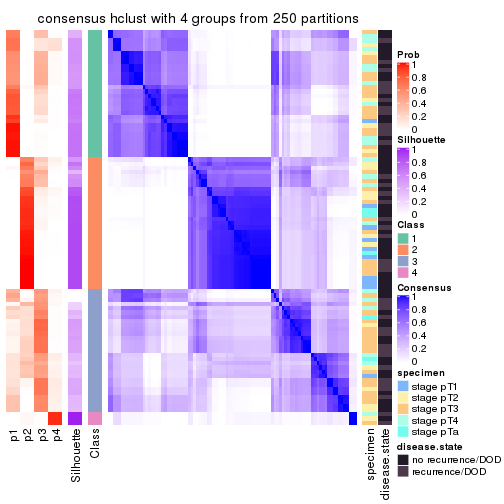 consensus hclust with 4 groups from 250 partitions
Prob
1
0.8
0.6
0.4
0.2
0
Silhouette
1
0.8
0.6
0.4
0.2
0
Class
1
2
3
4
Consensus
1
0.8
0.6
0.4
0.2
0
specimen
stage pT1
stage pT2
stage pT3
stage pT4
stage pTa
disease.state
no recurrence/DOD
recurrence/DOD
p1
p2
p3
p4
Silhouette
Class
specimen
disease.state